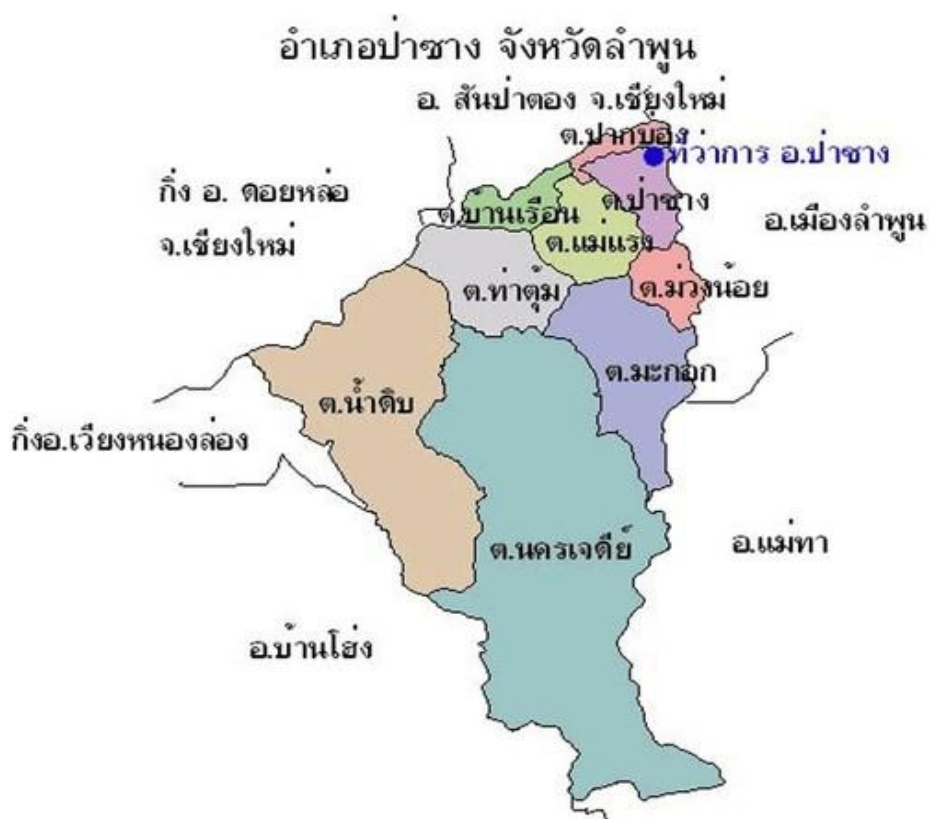 อำเภอป่าซาง จังหวัดลำพูน
อ. สันป่าตอง จ.เชียงใหม่
ต.ปากบ่อง
ที่ว่าการ อ.ป่าซาง
กิ่ง อ. ดอยหล่อ
จ.เชียงใหม่
ต.ป่าซาง
ต.บ้านเรือน
อ.เมืองลำพูน
ต.แม่แรง
ต.ท่าตุ้ม
ต.ม่วงน้อย
ต.มะกอก
ต.น้ำดิบ
กิ่งอ.เวียงหนองล่อง
ต.นครเจดีย์
อ.แม่ทา
อ.บ้านโฮ่ง